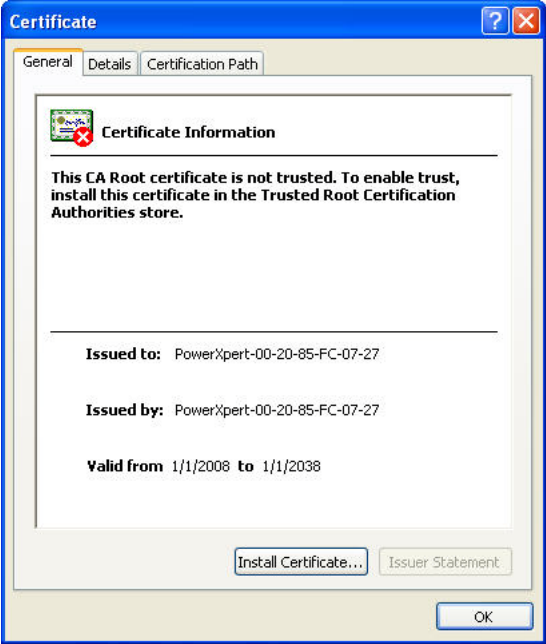 Certificate
General Details Certification Path
Certificate Information
This CA Root certificate is not trusted. To enable trust,
install this certificate in the Trusted Root Certification
Authorities store.
Issued to: PowerXpert-00-20-85-FC-07-27
Issued by: PowerXpert-00-20-85-FC-07-27
Valid from 1/1/2008 to 1/1/2038
Install Certificate... Issuer Statement
OK